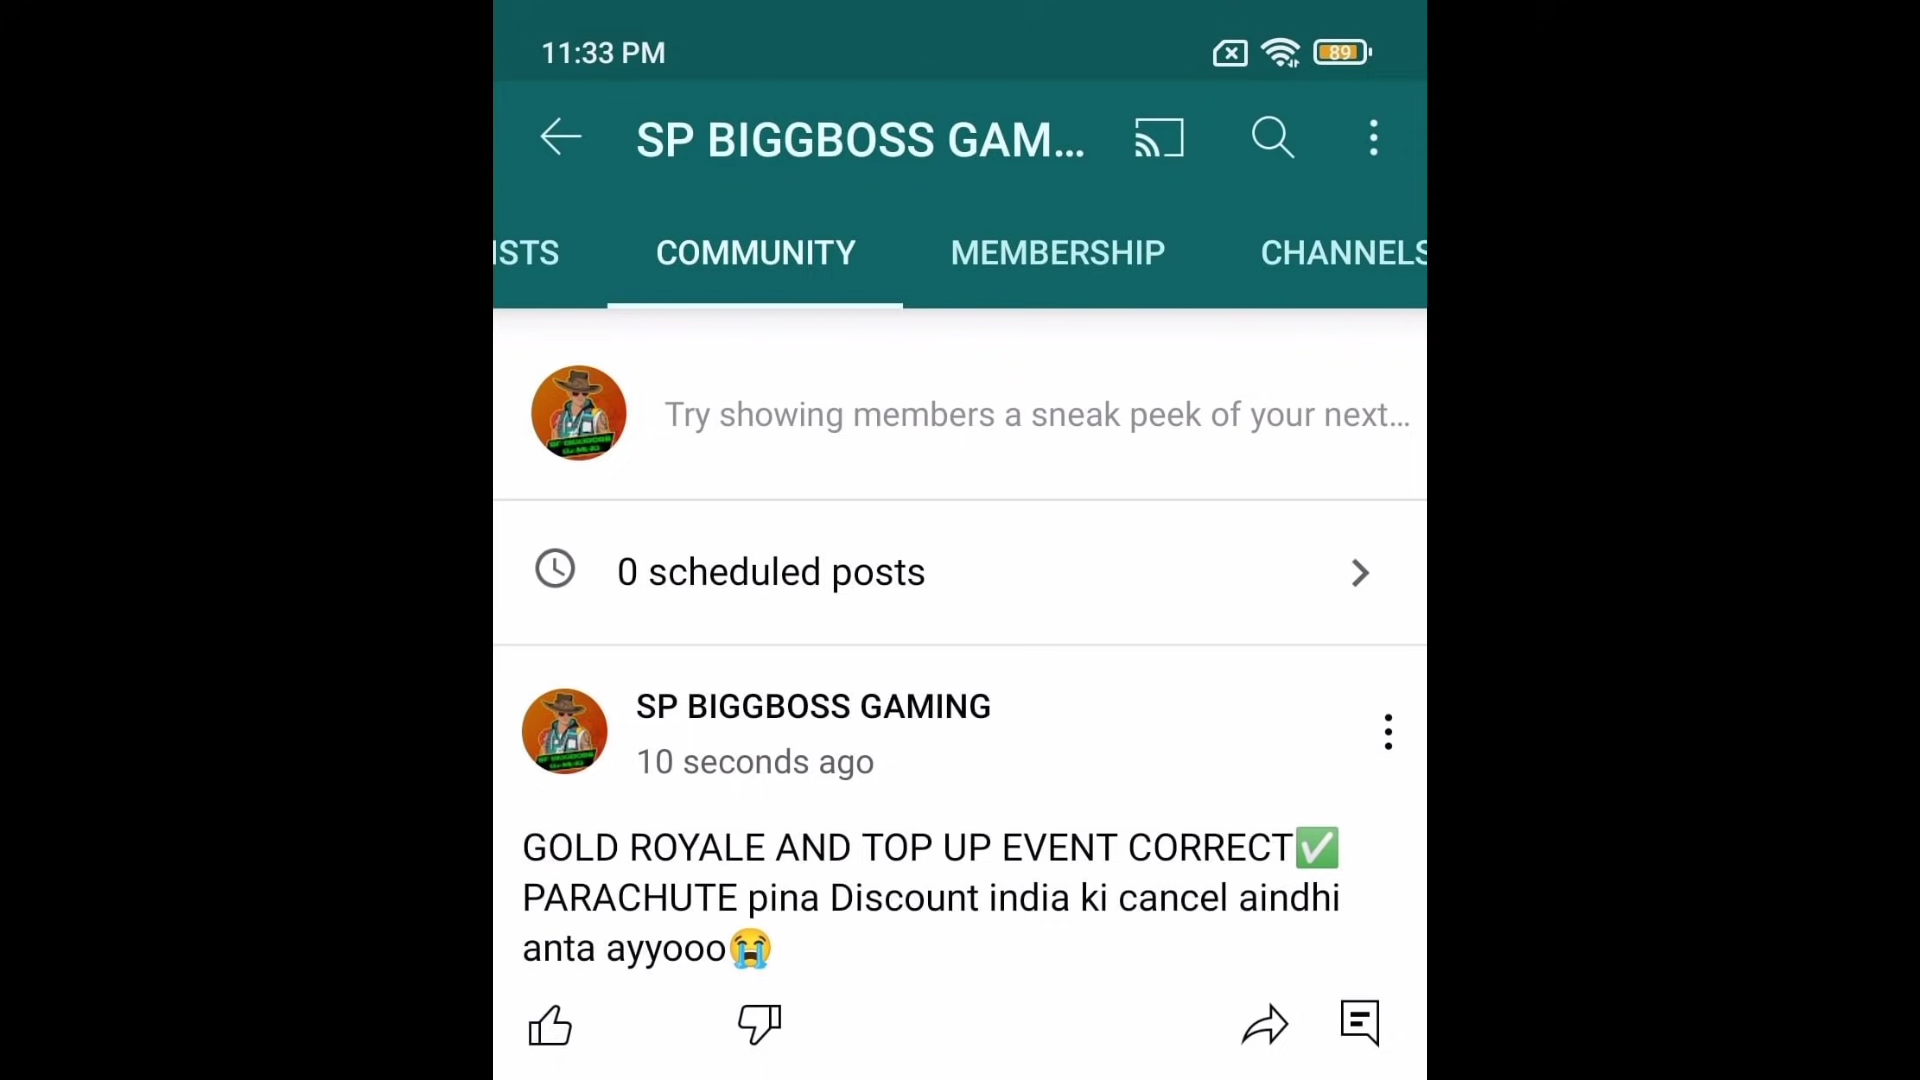 11:33 PM
89
SP BIGGBOSS GAM...
ISTS COMMUNITY MEMBERSHIP CHANNELS
Try showing members a sneak peek of your next...
0 scheduled posts
SP BIGGBOSS GAMING
10 seconds ago
GOLD ROYALE AND TOP UP EVENT CORRECT✅
PARACHUTE pina Discount india ki cancel aindhi
anta ayyooo😭